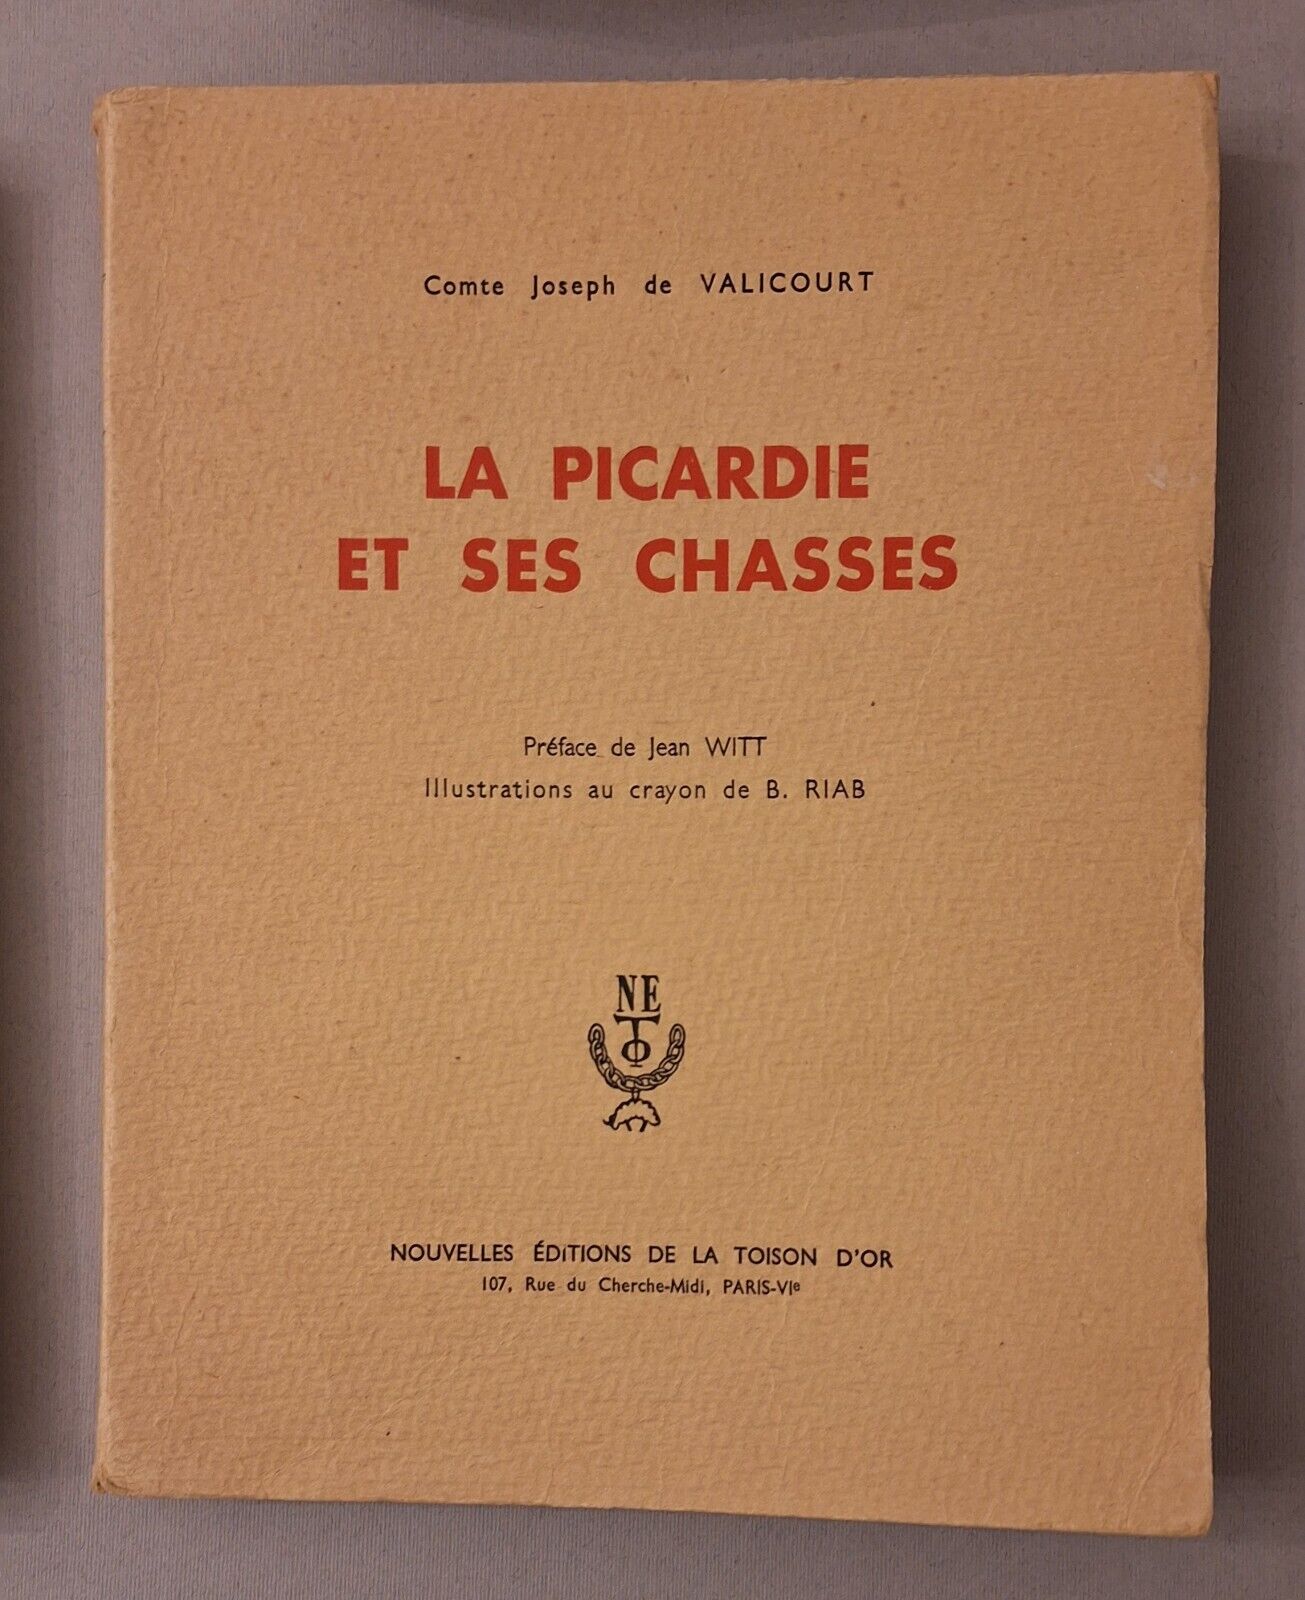 Comte Joseph de VALICOURT
LA PICARDIE
ET SES CHASSES
Préface de Jean WITT
Illustrations au crayon de B. RIAB
NE
TO
NOUVELLES ÉDITIONS DE LA TOISON D'OR
107, Rue du Cherche-Midi, PARIS-VIe